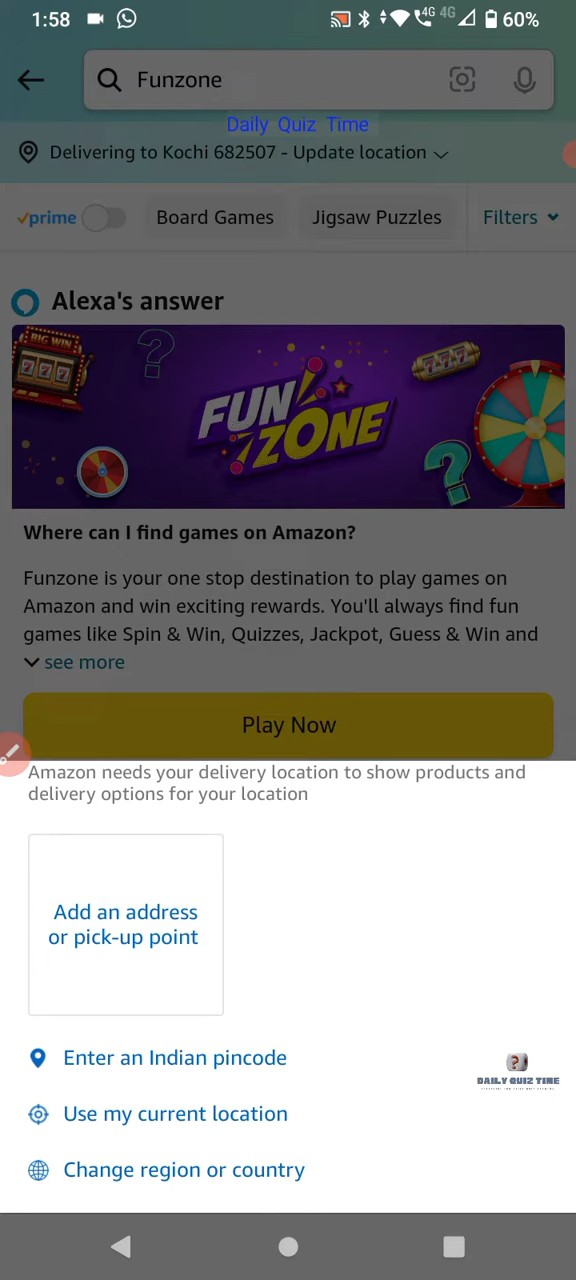 1:58
4G 4G
60%
Funzone
Daily Quiz Time
Delivering to Kochi 682507 - Update location
prime
Board Games
Jigsaw Puzzles
Filters
Alexa's answer
BIG WIN
777
777
FUN
ZONE
Where can I find games on Amazon?
Funzone is your one stop destination to play games on
Amazon and win exciting rewards. You'll always find fun
games like Spin & Win, Quizzes, Jackpot, Guess & Win and
see more
Play Now
Amazon needs your delivery location to show products and
delivery options for your location
Add an address
or pick-up point
Enter an Indian pincode
DAILY QUIZ TIME
Use my current location
Change region or country